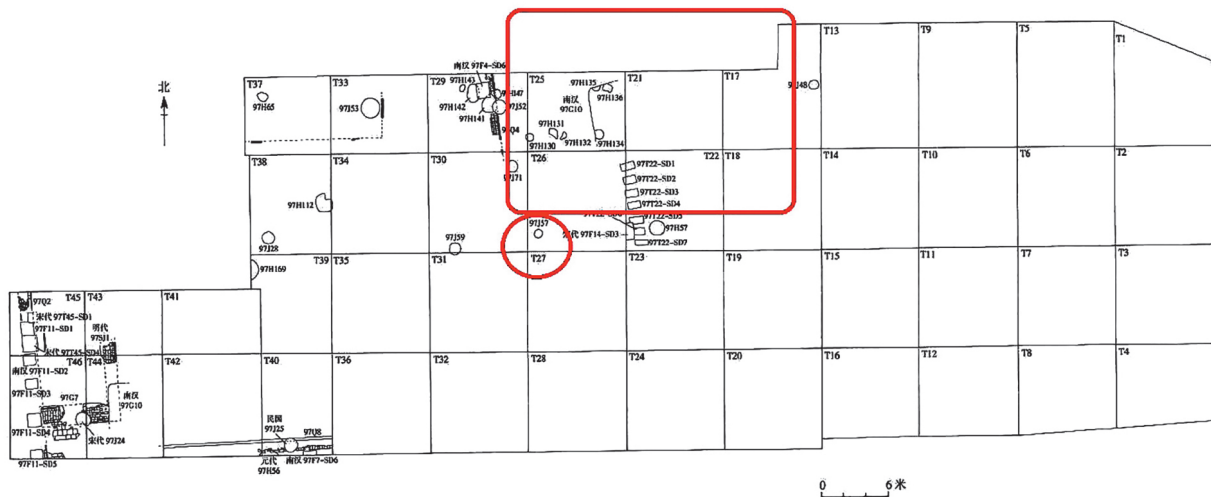 北
T13
T9
T5
T1
T37
T33
T29
南汉 97F4-SD6
T25
T21
T17
97H65
97J53
97H143
97H147
97J52
97H142
97H141
97Q4
97H135
97H136
南汉
97G10
97H131
97H130
97H132
97H134
97J48
T38
T34
T30
T26
T22
T18
T14
T10
T6
T2
97J71
97T22-SD1
97T22-SD2
97T22-SD3
97T22-SD4
97T22-SD5
97H112
97J28
97J59
97J57
97H57
宋代 97F14-SD3
97T22-SD7
97H169
T39
T35
T31
T27
T23
T19
T15
T11
T7
T3
T45
T43
T41
97Q2
宋代 97T45-SD1
97F11-SD1
明代
97SJ1
宋代 97T45-SD4
T46
T44
T42
T40
T36
T32
T28
T24
T20
T16
T12
T8
T4
南汉 97F11-SD2
97F11-SD3
97G7
南汉
97G10
97F11-SD4
宋代 97J24
97F11-SD5
民国
97J25
97Q8
元代
97H56
南汉 97F7-SD6
0 6米